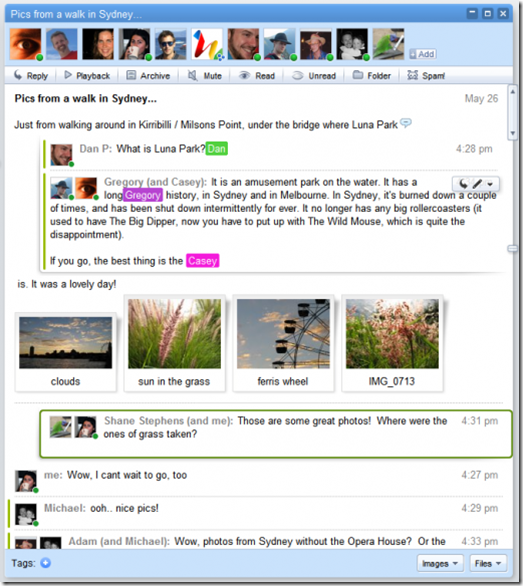 Pics from a walk in Sydney...
Add
Reply Playback Archive Mute Read Unread Folder Spam!
Pics from a walk in Sydney... May 26
Just from walking around in Kirribilli / Milsons Point, under the bridge where Luna Park
Dan P: What is Luna Park? Dan 4:28 pm
Gregory (and Casey): It is an amusement park on the water. It has a
long Gregory history, in Sydney and in Melbourne. In Sydney, it's burned down a couple
of times, and has been shut down intermittently for ever. It no longer has any big rollercoasters (it
used to have The Big Dipper, now you have to put up with The Wild Mouse, which is quite the
disappointment).
If you go, the best thing is the Casey
is. It was a lovely day!
clouds
sun in the grass
ferris wheel
IMG_0713
Shane Stephens (and me): Those are some great photos! Where were the 4:31 pm
ones of grass taken?
me: Wow, I cant wait to go, too 4:27 pm
Michael: ooh.. nice pics! 4:29 pm
Adam (and Michael): Wow, photos from Sydney without the Opera House? Or the 4:33 pm
Tags: Images Files